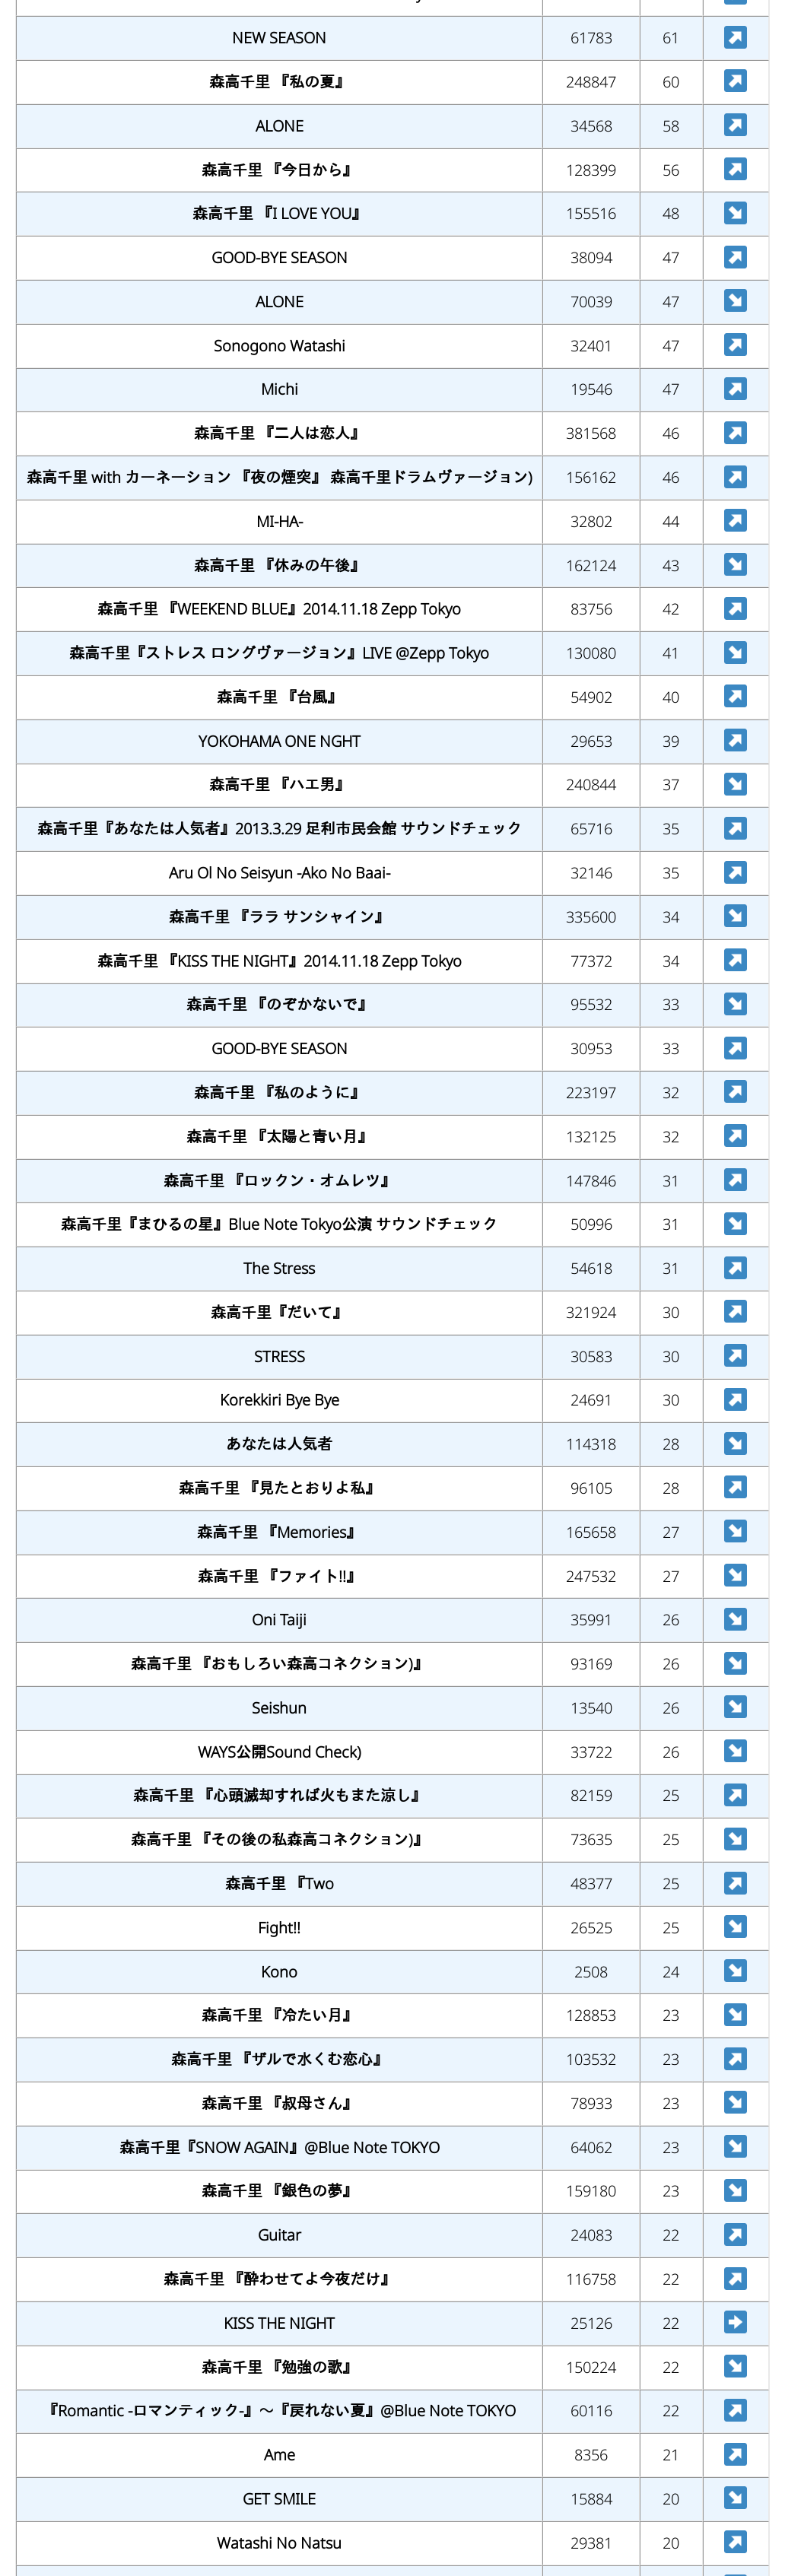 NEW SEASON 61783 61
森高千里 『私の夏』 248847 60
ALONE 34568 58
森高千里 『今日から』 128399 56
森高千里 『I LOVE YOU』 155516 48
GOOD-BYE SEASON 38094 47
ALONE 70039 47
Sonogono Watashi 32401 47
Michi 19546 47
森高千里 『二人は恋人』 381568 46
森高千里 with カーネーション 『夜の煙突』 森高千里ドラムヴァージョン) 156162 46
MI-HA- 32802 44
森高千里 『休みの午後』 162124 43
森高千里 『WEEKEND BLUE』2014.11.18 Zepp Tokyo 83756 42
森高千里『ストレス ロングヴァージョン』LIVE @Zepp Tokyo 130080 41
森高千里 『台風』 54902 40
YOKOHAMA ONE NGHT 29653 39
森高千里 『ハエ男』 240844 37
森高千里『あなたは人気者』2013.3.29 足利市民会館 サウンドチェック 65716 35
Aru Ol No Seisyun -Ako No Baai- 32146 35
森高千里 『ララ サンシャイン』 335600 34
森高千里 『KISS THE NIGHT』2014.11.18 Zepp Tokyo 77372 34
森高千里 『のぞかないで』 95532 33
GOOD-BYE SEASON 30953 33
森高千里 『私のように』 223197 32
森高千里 『太陽と青い月』 132125 32
森高千里 『ロックン・オムレツ』 147846 31
森高千里『まひるの星』Blue Note Tokyo公演 サウンドチェック 50996 31
The Stress 54618 31
森高千里『だいて』 321924 30
STRESS 30583 30
Korekkiri Bye Bye 24691 30
あなたは人気者 114318 28
森高千里 『見たとおりよ私』 96105 28
森高千里 『Memories』 165658 27
森高千里 『ファイト!!』 247532 27
Oni Taiji 35991 26
森高千里 『おもしろい森高コネクション)』 93169 26
Seishun 13540 26
WAYS公開Sound Check) 33722 26
森高千里 『心頭滅却すれば火もまた涼し』 82159 25
森高千里 『その後の私森高コネクション)』 73635 25
森高千里 『Two 48377 25
Fight!! 26525 25
Kono 2508 24
森高千里 『冷たい月』 128853 23
森高千里 『ザルで水くむ恋心』 103532 23
森高千里 『叔母さん』 78933 23
森高千里『SNOW AGAIN』@Blue Note TOKYO 64062 23
森高千里 『銀色の夢』 159180 23
Guitar 24083 22
森高千里 『酔わせてよ今夜だけ』 116758 22
KISS THE NIGHT 25126 22
森高千里 『勉強の歌』 150224 22
『Romantic -ロマンティック-』～『戻れない夏』@Blue Note TOKYO 60116 22
Ame 8356 21
GET SMILE 15884 20
Watashi No Natsu 29381 20